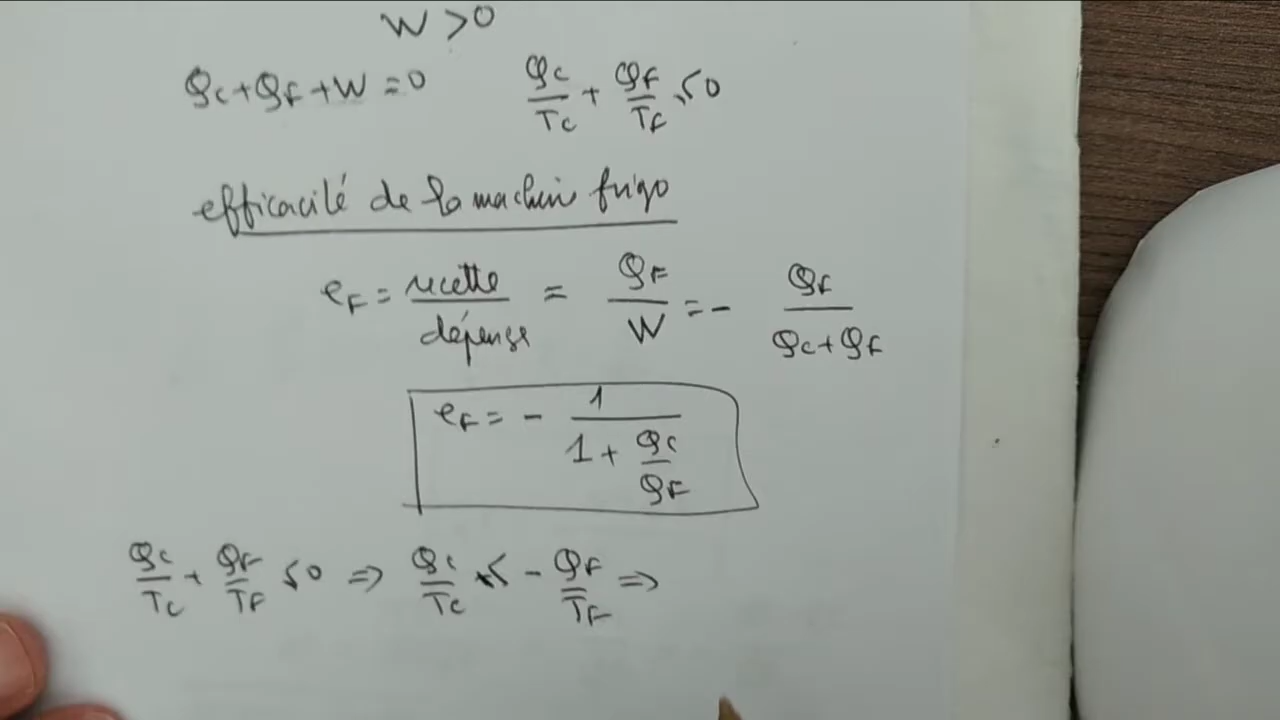 W > 0
Qc + QF + W = 0    Qc/Tc + QF/TF ≤ 0
efficacité de la machin frigo
eF = recette/dépense = QF/W = - QF/(Qc + QF)
eF = - 1/(1 + Qc/QF)
Qc/Tc + QF/TF ≤ 0 ⇒ Qc/Tc ≤ - QF/TF ⇒